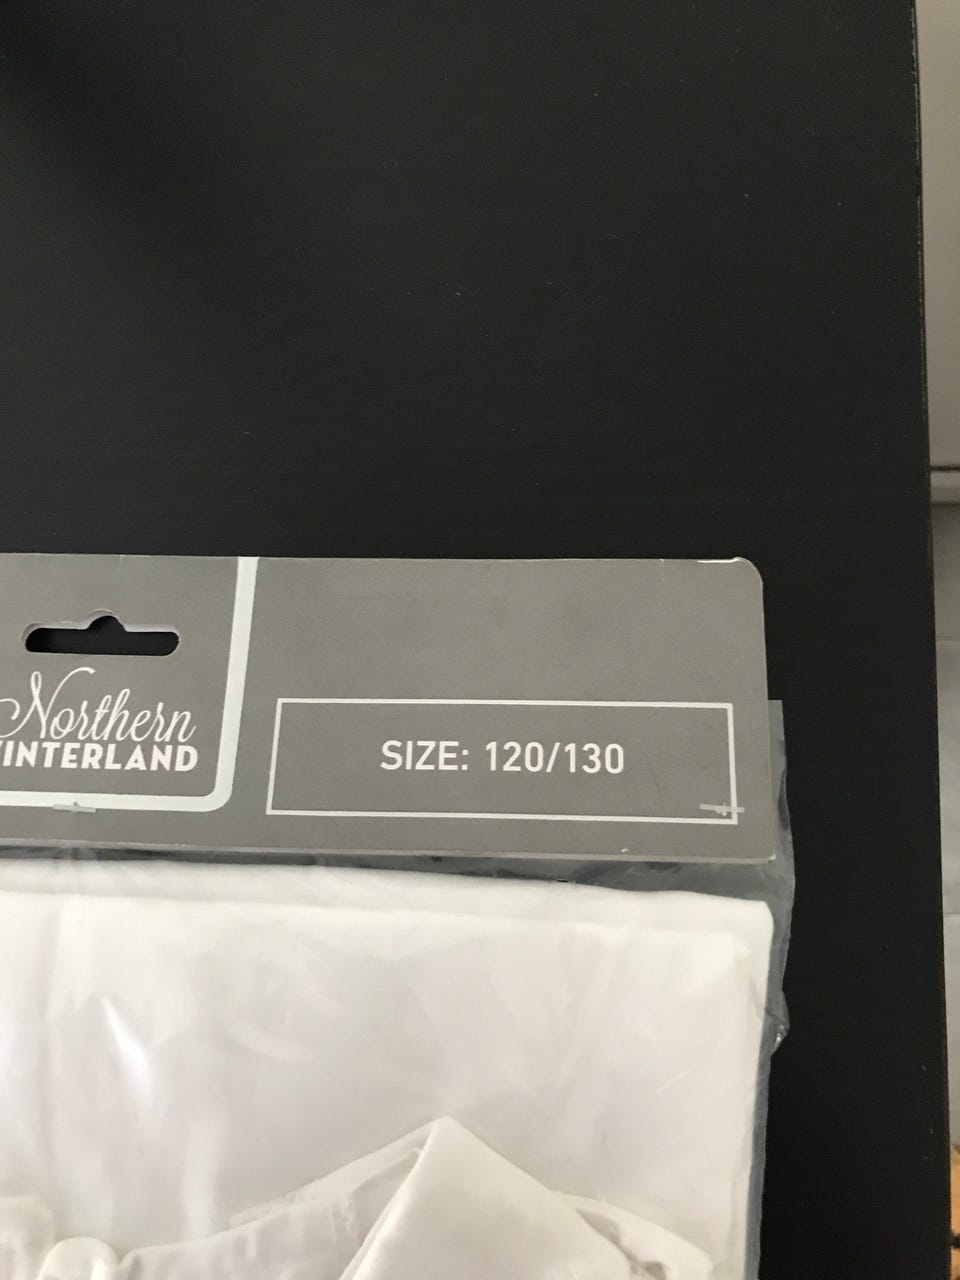 Northern
INTERLAND
SIZE: 120/130